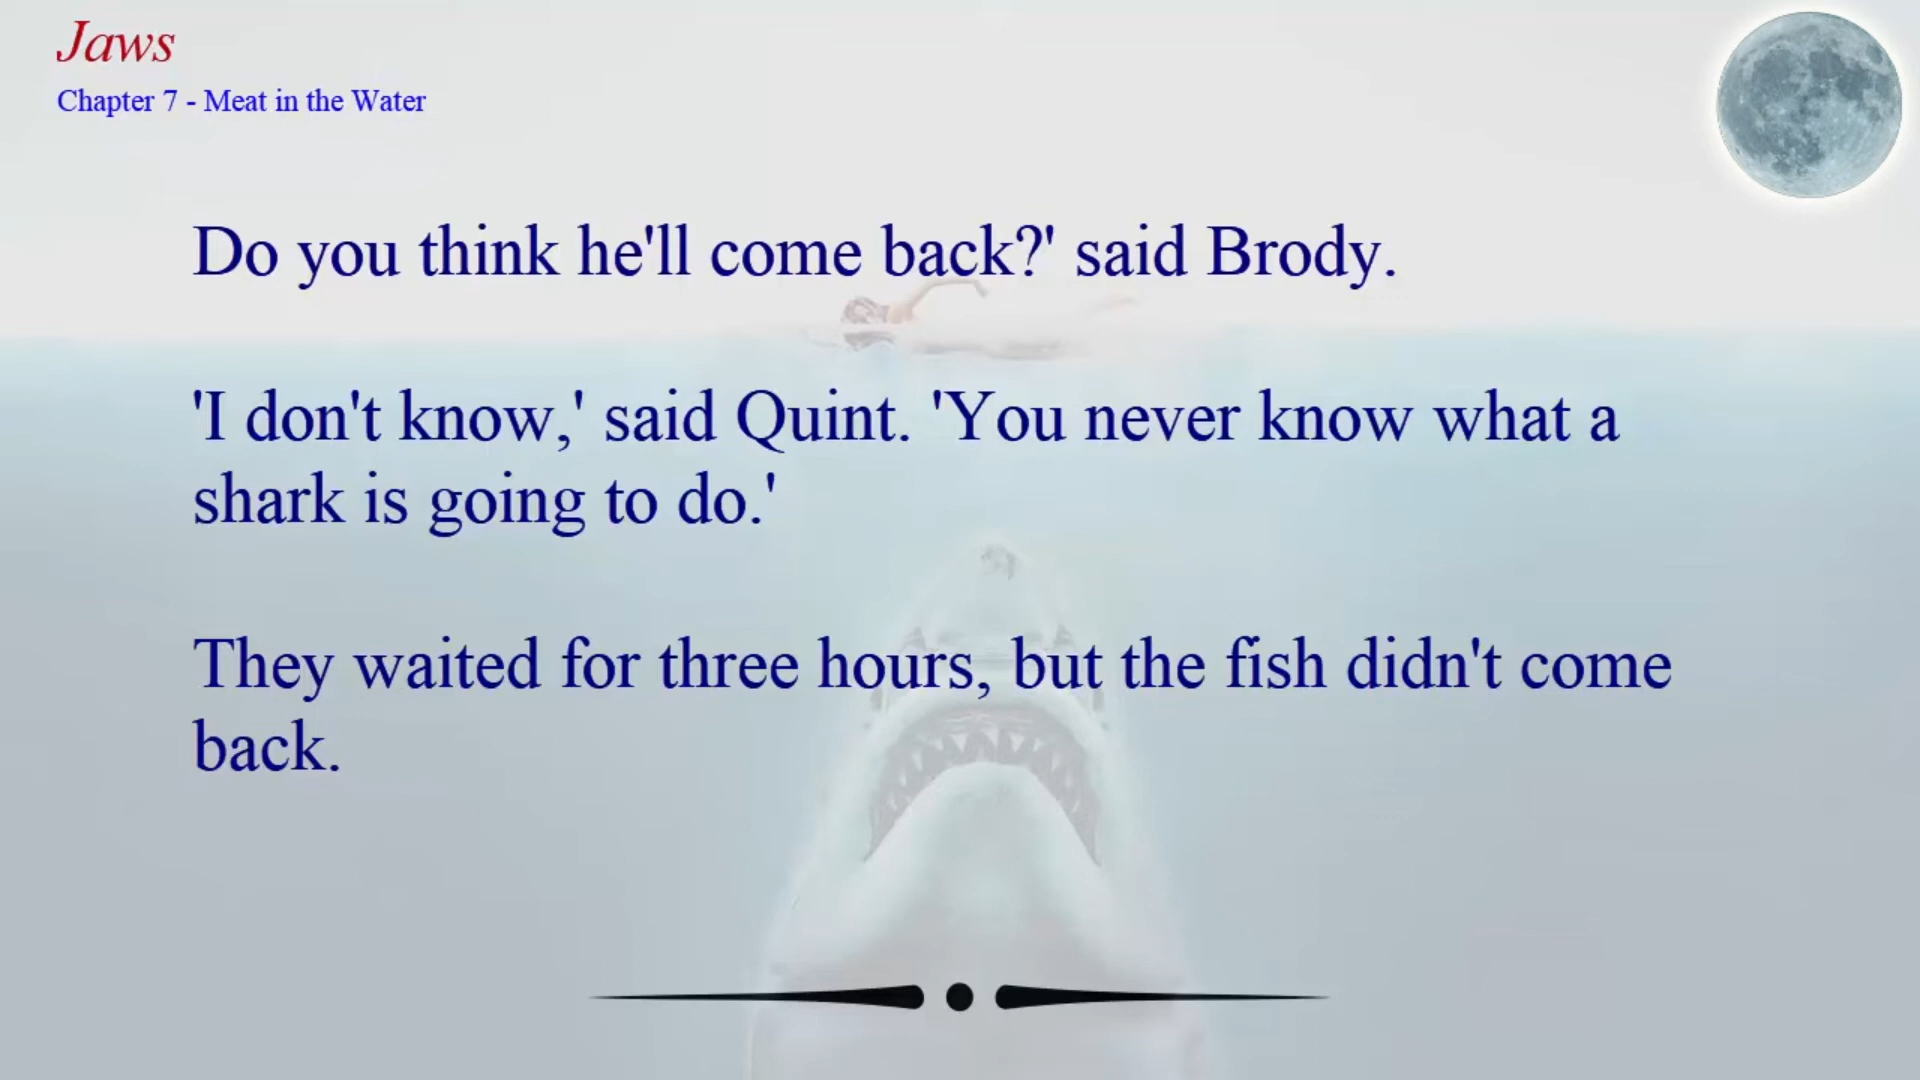 Jaws
Chapter 7 - Meat in the Water
Do you think he'll come back?' said Brody.
'I don't know,' said Quint. 'You never know what a
shark is going to do.'
They waited for three hours, but the fish didn't come
back.